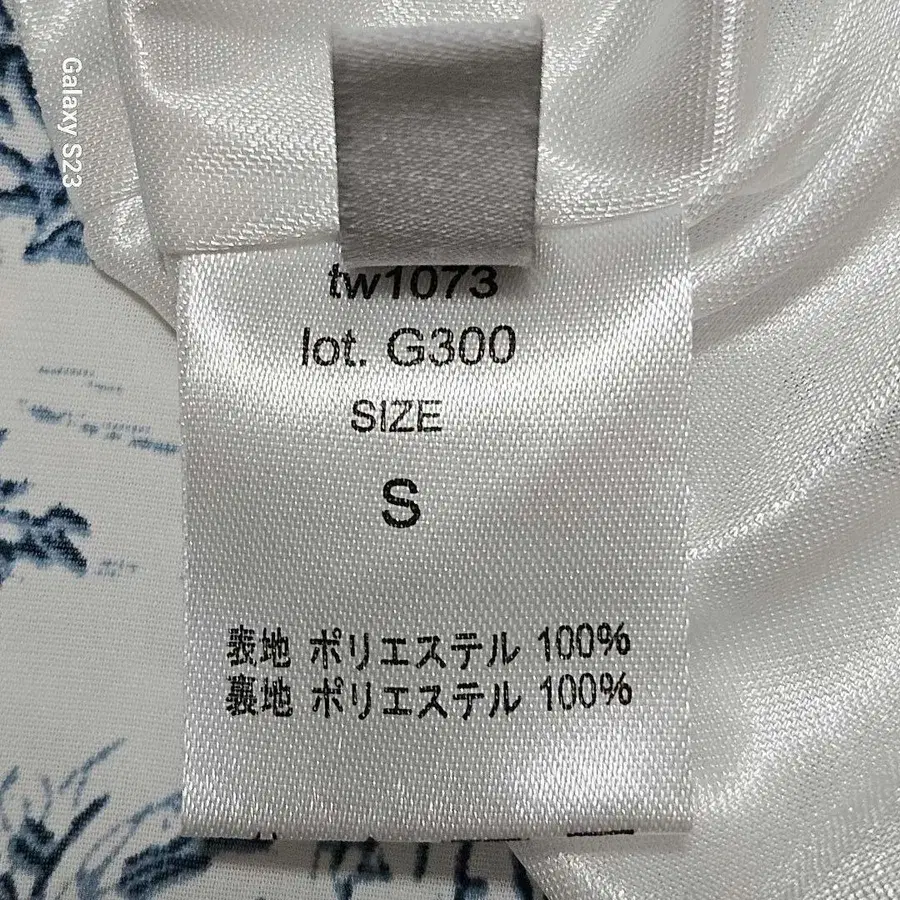 Galaxy S23
tw1073
lot. G300
SIZE
S
表地 ポリエステル 100%
裏地 ポリエステル 100%